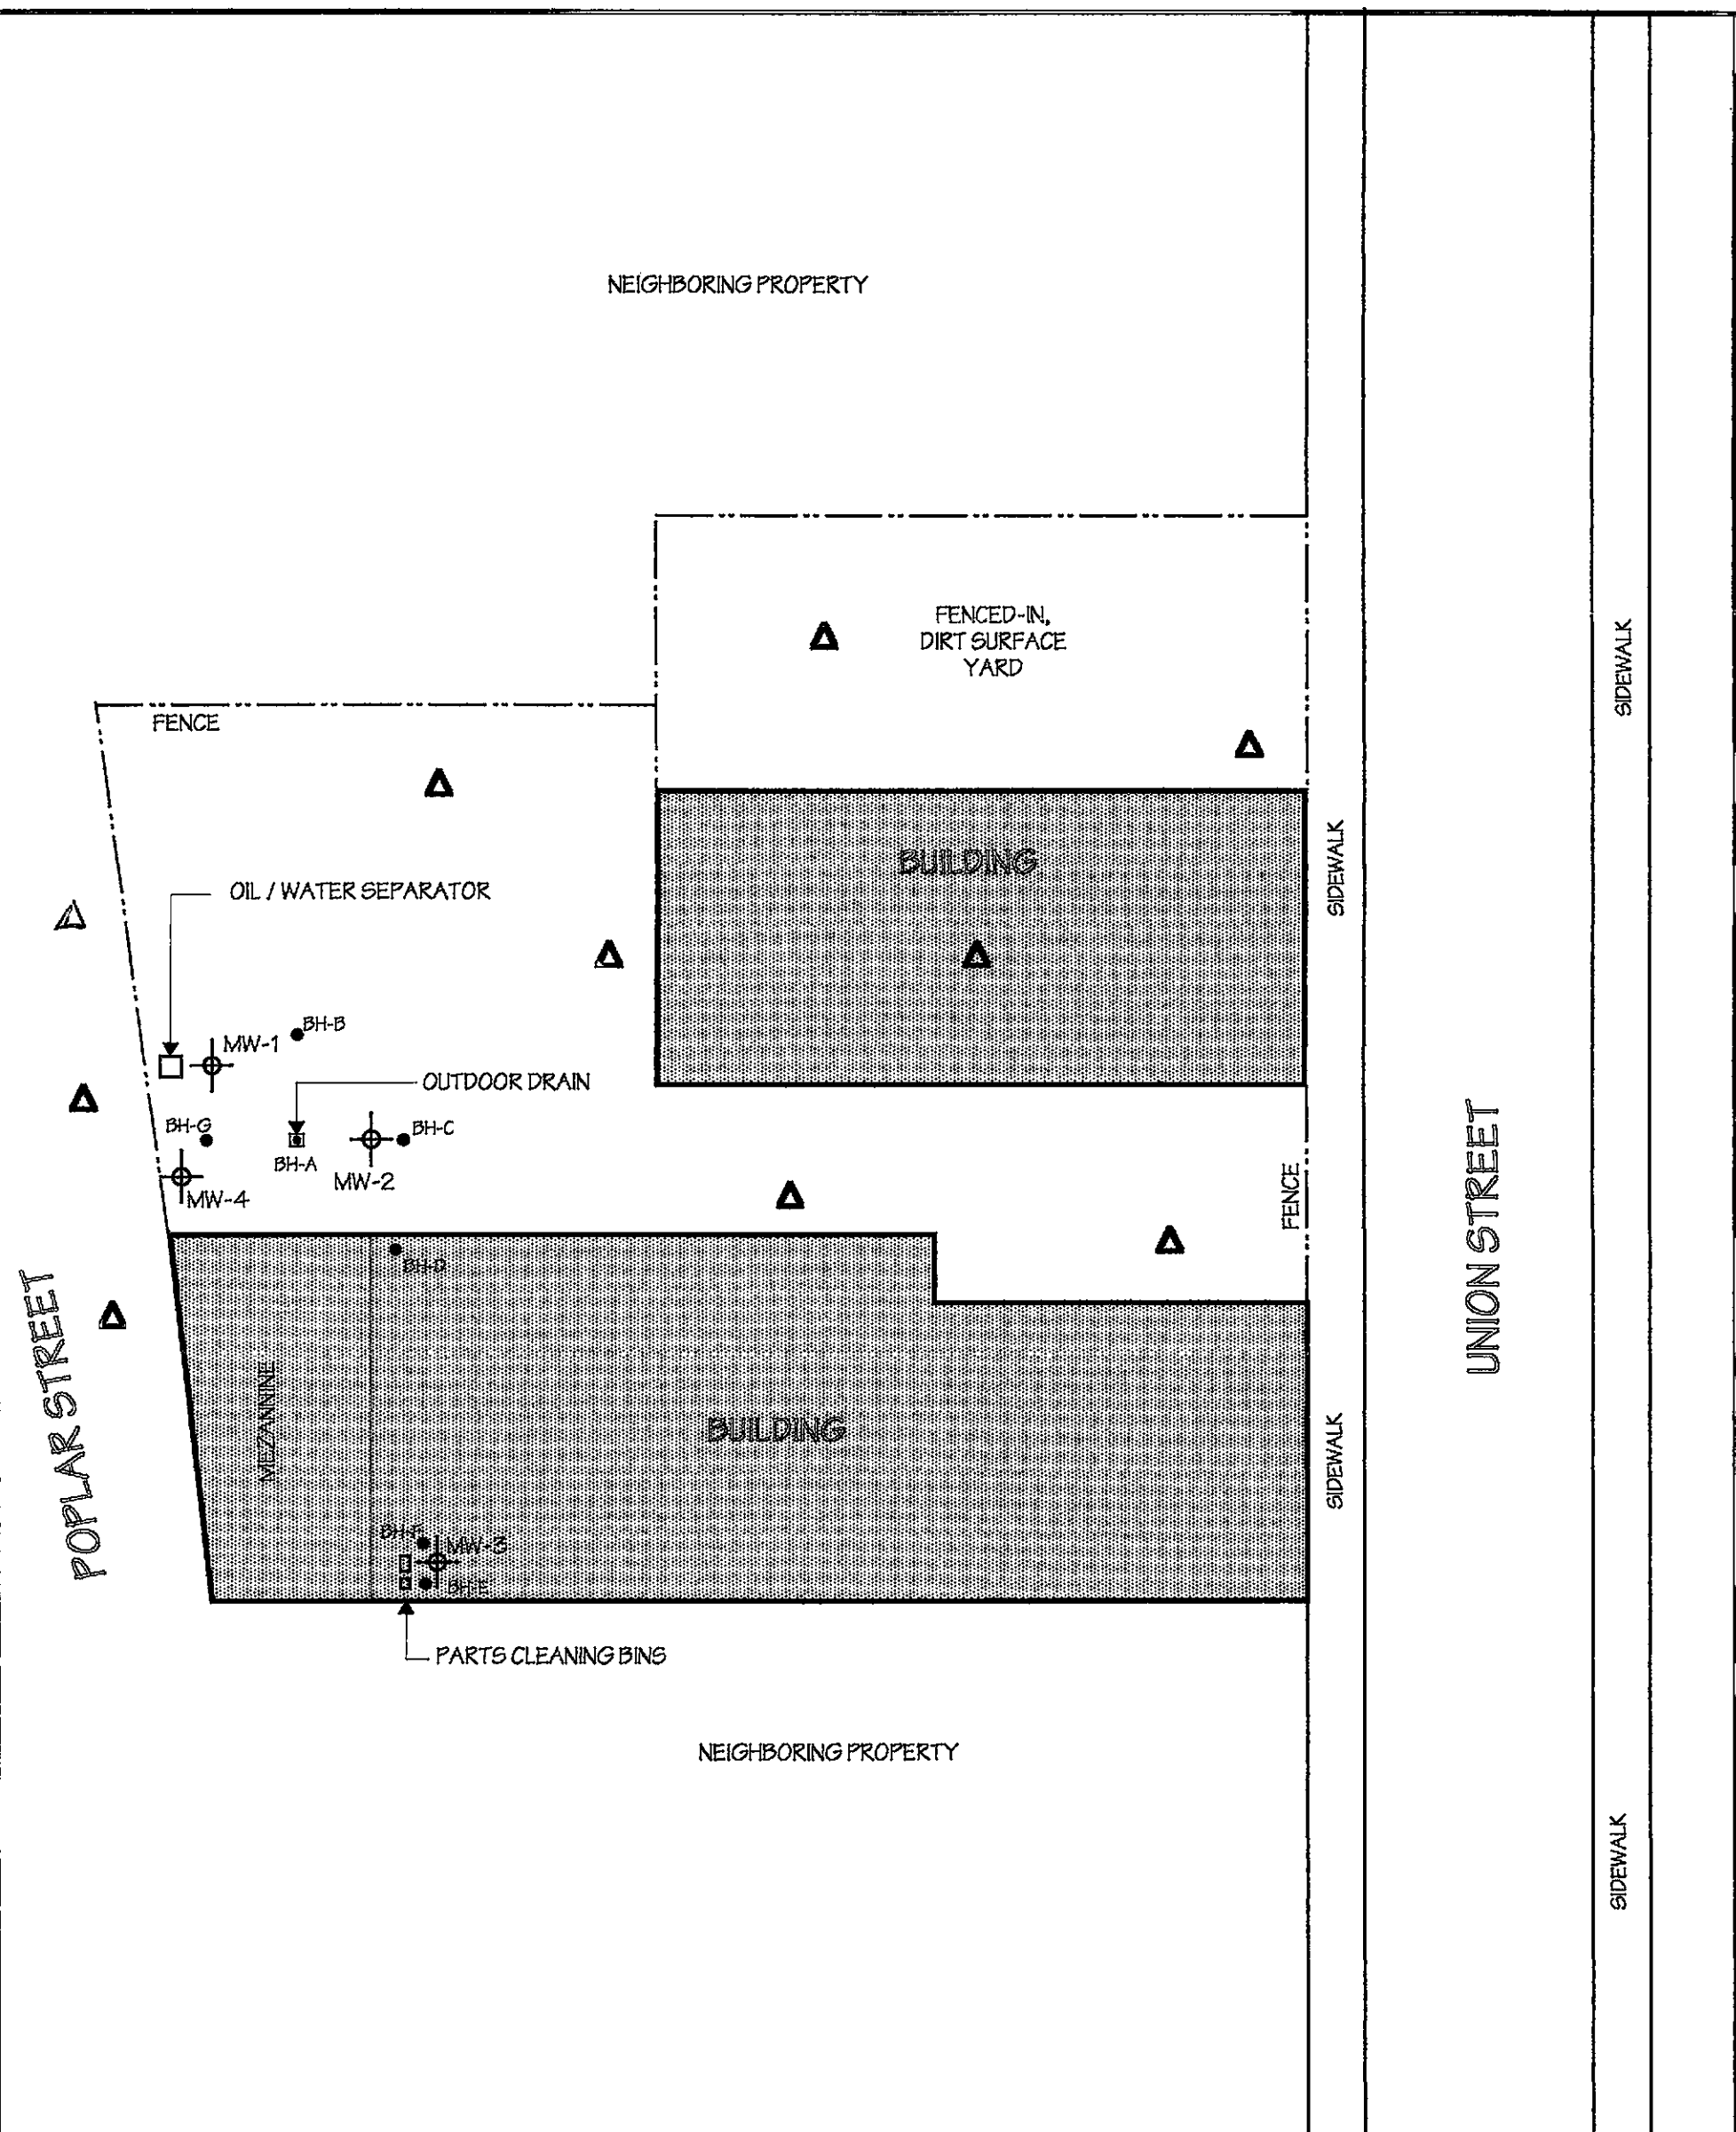 NEIGHBORING PROPERTY
FENCED-IN,
DIRT SURFACE
YARD
SIDEWALK
FENCE
BUILDING
SIDEWALK
OIL / WATER SEPARATOR
BH-B
MW-1
OUTDOOR DRAIN
BH-G
BH-C
BH-A
MW-2
MW-4
FENCE
UNION STREET
BH-D
POPLAR STREET
MEZANNINE
BUILDING
SIDEWALK
BH-F
MW-3
BH-E
PARTS CLEANING BINS
NEIGHBORING PROPERTY
SIDEWALK